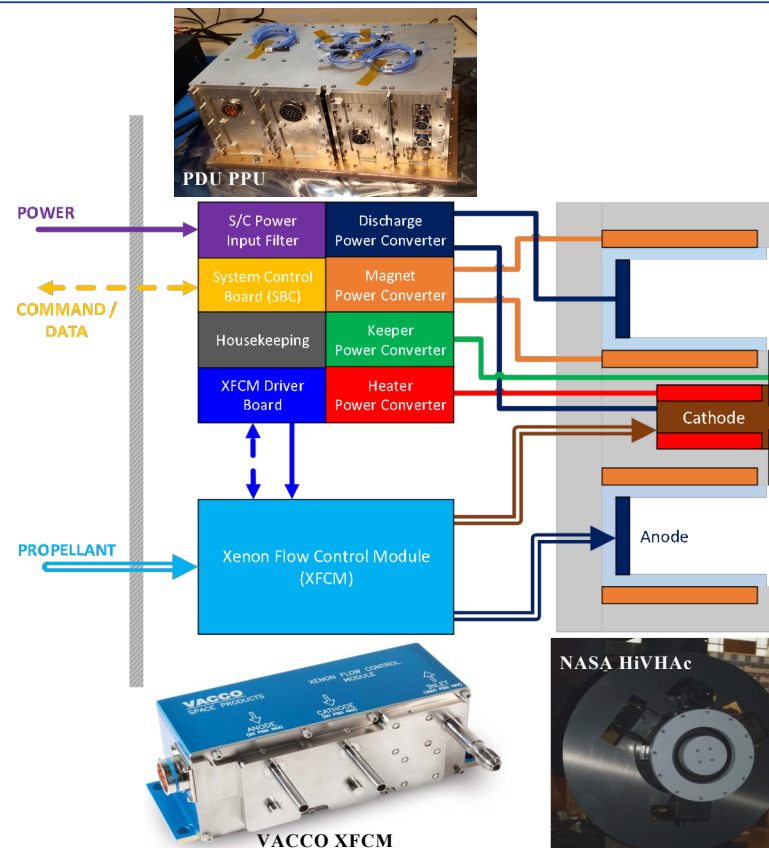 PDU PPU
POWER
S/C Power
Input Filter
Discharge
Power Converter
COMMAND /
DATA
System Control
Board (SBC)
Magnet
Power Converter
Housekeeping
Keeper
Power Converter
XFCM Driver
Board
Heater
Power Converter
Cathode
PROPELLANT
Xenon Flow Control Module
(XFCM)
Anode
NASA HiVHAc
VACCO
SPACE PRODUCTS
XENON FLOW CONTROL
MODULE
ANODE
CATHODE
INLET
VACCO XFCM